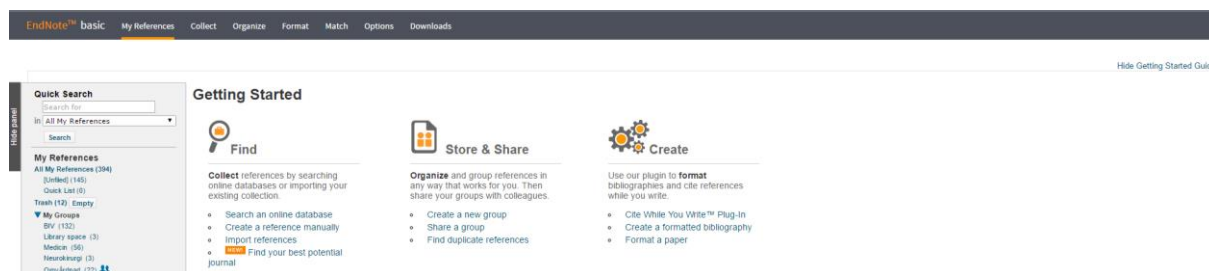 EndNote™ basic My References Collect Organize Format Match Options Downloads
Hide Getting Started Guid
Hide panel
Quick Search
Search for
in All My References
Search
My References
All My References (394)
[Unfiled] (145)
Quick List (0)
Trash (12) Empty
My Groups
BIV (132)
Library space (3)
Medicin (56)
Neurokirurgi (3)
(22)
Getting Started
Find
Collect references by searching
online databases or importing your
existing collection.
Search an online database
Create a reference manually
Import references
NEW! Find your best potential
journal
Store & Share
Organize and group references in
any way that works for you. Then
share your groups with colleagues.
Create a new group
Share a group
Find duplicate references
Create
Use our plugin to format
bibliographies and cite references
while you write.
Cite While You Write™ Plug-In
Create a formatted bibliography
Format a paper